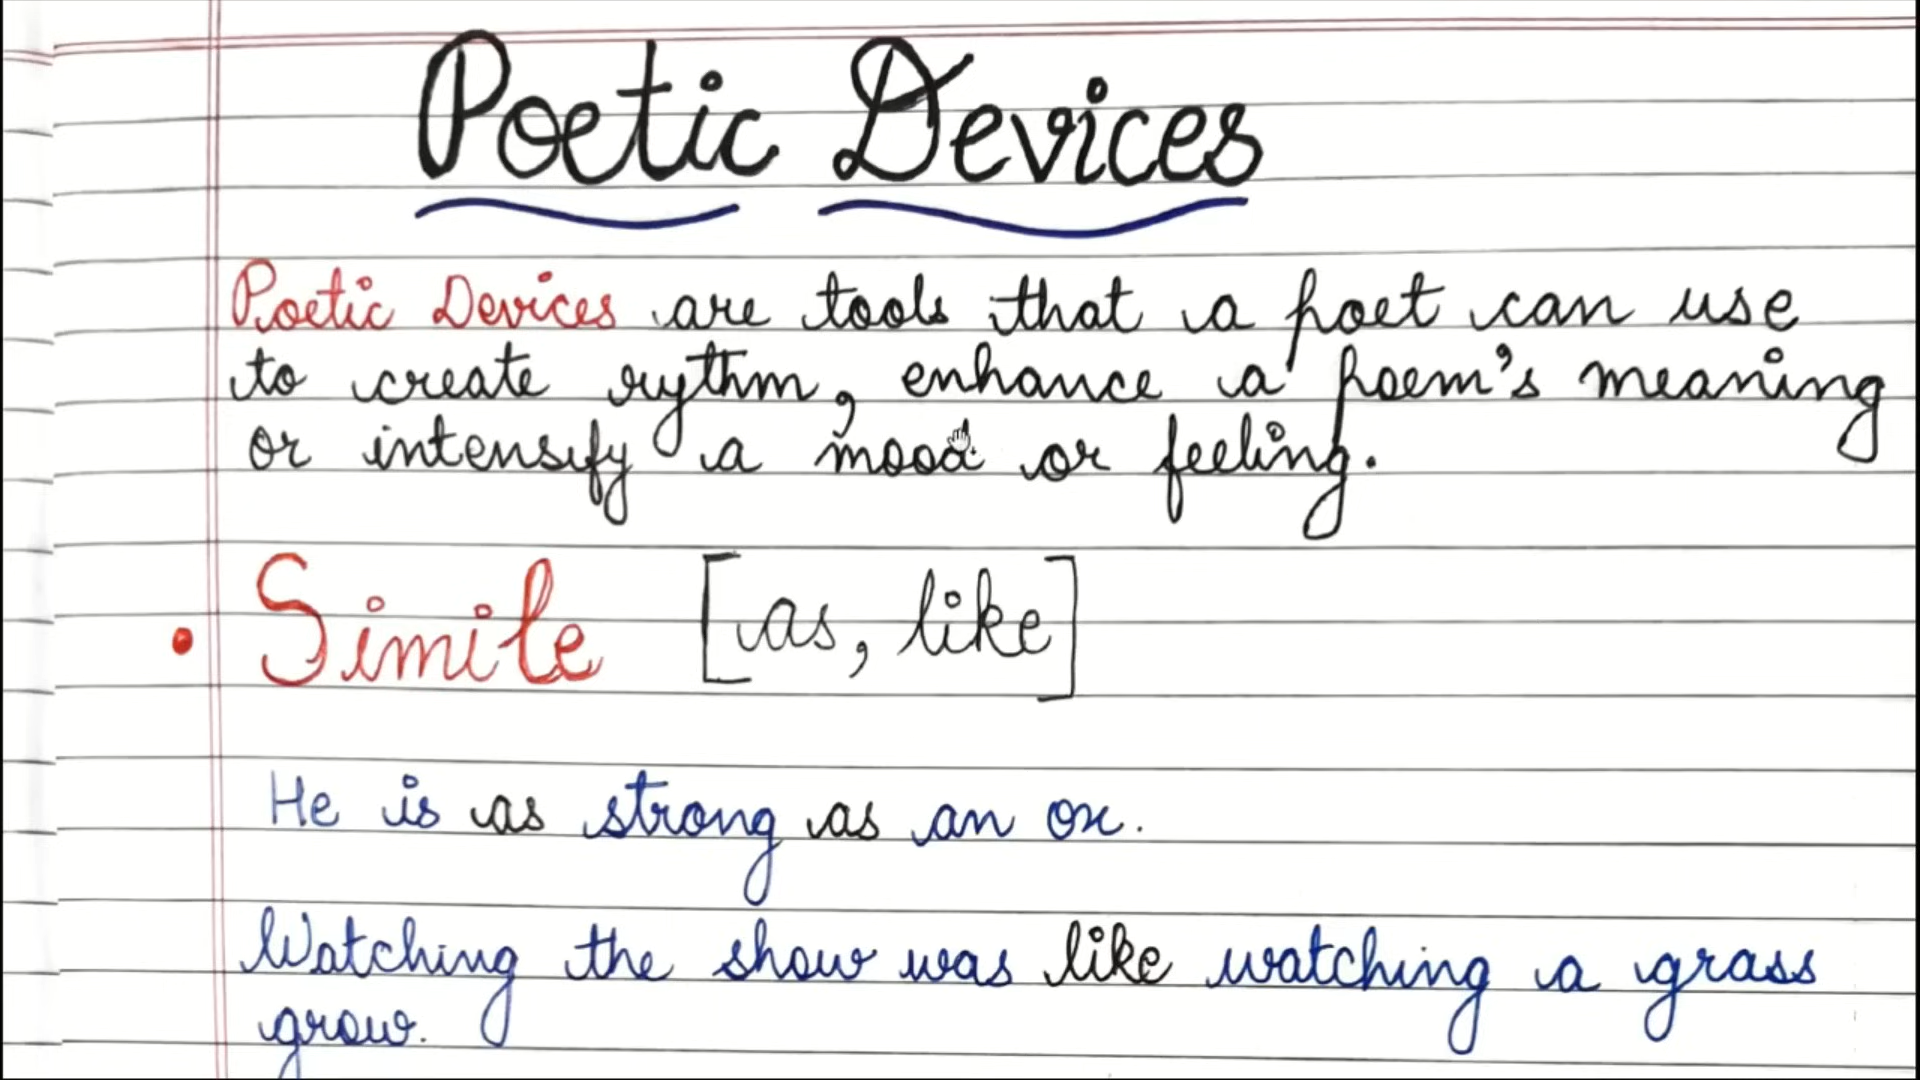 Poetic Devices
Poetic Devices are tools that a poet can use
to create rythm, enhance a poem's meaning
or intensify a mood or feeling.
• Simile [as, like]
He is as strong as an ox.
Watching the show was like watching a grass
grow.